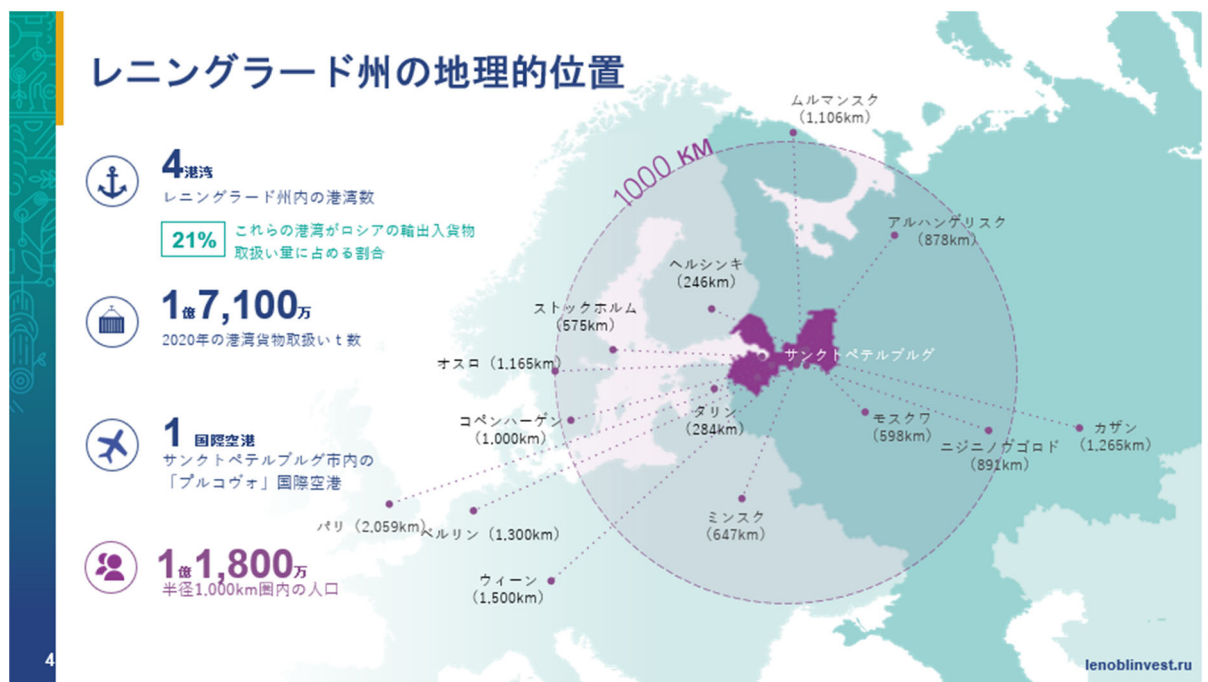 レニングラード州の地理的位置
4港湾
レニングラード州内の港湾数
21%
これらの港湾がロシアの輸出入貨物
取扱い量に占める割合
1億7,100万
2020年の港湾貨物取扱いｔ数
1 国際空港
サンクトペテルブルグ市内の
「プルコヴォ」国際空港
1億1,800万
半径1,000km圏内の人口
1000 КМ
ムルマンスク
(1,106km)
アルハンゲリスク
(878km)
ヘルシンキ
(246km)
ストックホルム
(575km)
オスロ (1,165km)
サンクトペテルブルグ
コペンハーゲン
(1,000km)
タリン
(284km)
モスクワ
(598km)
ニジニノヴゴロド
(891km)
カザン
(1,265km)
パリ (2,059km)
ベルリン (1,300km)
ミンスク
(647km)
ウィーン
(1,500km)
4
lenoblinvest.ru